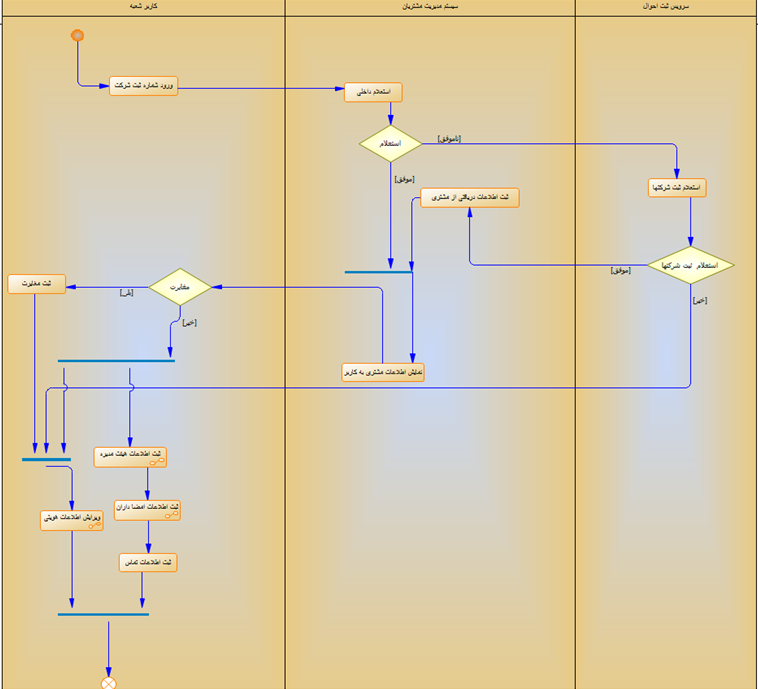 سرویس ثبت احوال
سیستم مدیریت مشتریان
کاربر شعبه
ورود شماره ثبت شرکت
استعلام داخلی
استعلام
[ناموفق]
[موفق]
استعلام ثبت شرکتها
ثبت اطلاعات دریافتی از مشتری
استعلام ثبت شرکتها
[موفق]
[خیر]
مغایرت
[بلی]
[خیر]
ثبت مغایرت
نمایش اطلاعات مشتری به کاربر
ثبت اطلاعات هیئت مدیره
ثبت اطلاعات امضا داران
ویرایش اطلاعات هویتی
ثبت اطلاعات تماس